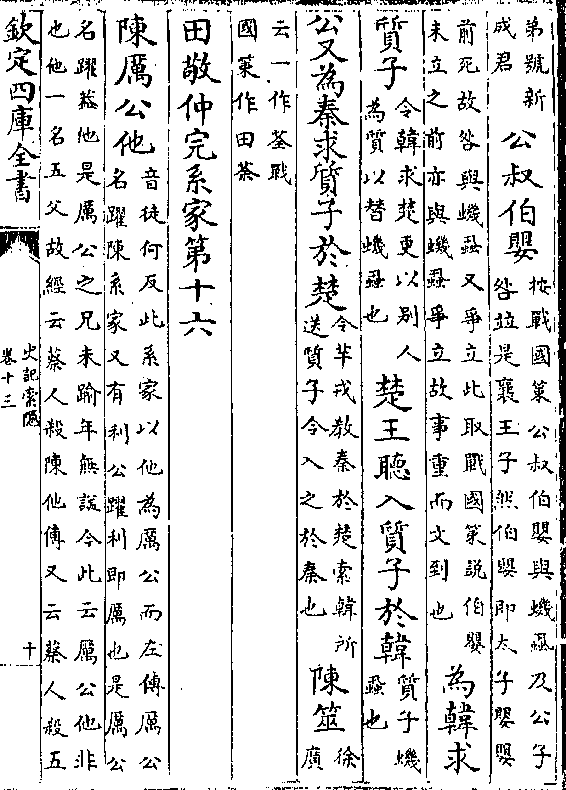 弟號新
成君
公叔伯嬰
按戰國策公叔伯嬰與蟣蝨及公子
咎竝是襄王子然伯嬰即太子嬰嬰
前死故咎與蟣蝨又爭立此取戰國策說伯嬰
未立之前亦與蟣蝨爭立故事重而文到也
為韓求
質子
令韓求楚更以別人
為質以替蟣蝨也
楚王聽入質子於韓
質子蟣
蝨也
公又為秦求質子於楚
令芉戎教秦於楚索韓所
送質子令入之於秦也
陳筮
徐廣
云一作荃戰
國策作田荼
田敬仲完系家第十六
陳厲公他
音徒何反此系家以他為厲公而左傳厲公
名躍陳系家又有利公躍利即厲也是厲公
名躍葢他是厲公之兄未踰年無諡今此云厲公他非
也他一名五父故經云蔡人殺陳他傳又云蔡人殺五
欽定四庫全書
史記索隱
卷十三
十